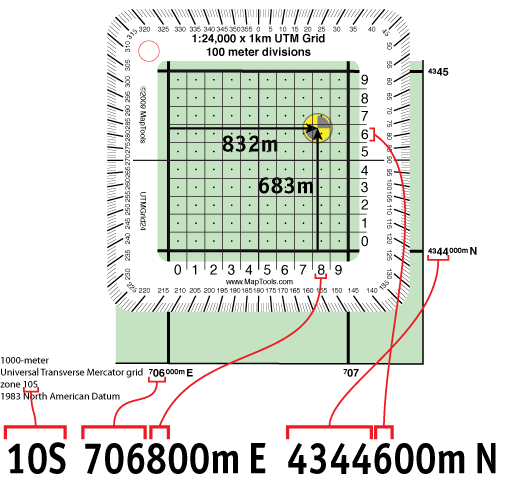 1:24,000 x 1km UTM Grid
100 meter divisions
©2009 MapTools
UTMGrid24
9
8
7
6
5
4
3
2
1
0
832m
683m
0 1 2 3 4 5 6 7 8 9
www.MapTools.com
4345
4344000m N
1000-meter
Universal Transverse Mercator grid
zone 10S
1983 North American Datum
706000m E
707
10S 706800m E 4344600m N